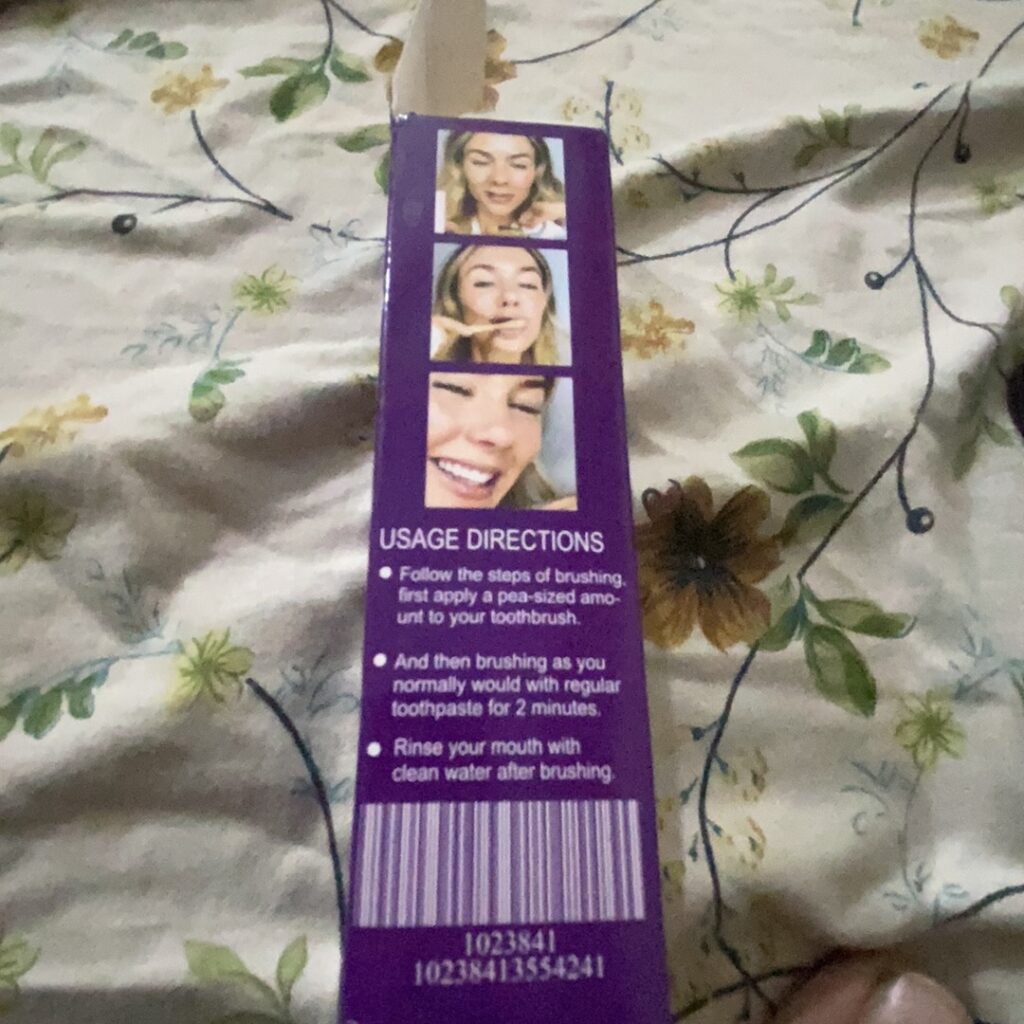 USAGE DIRECTIONS
● Follow the steps of brushing,
first apply a pea-sized amo-
unt to your toothbrush.
● And then brushing as you
normally would with regular
toothpaste for 2 minutes.
● Rinse your mouth with
clean water after brushing.
1023841
10238413554241